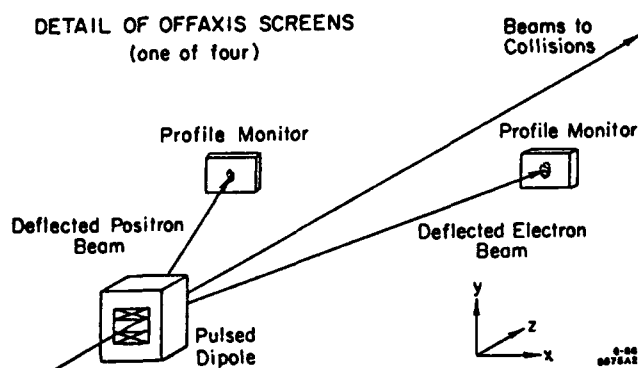 DETAIL OF OFFAXIS SCREENS
(one of four)
Beams to
Collisions
Profile Monitor
Profile Monitor
Deflected Positron
Beam
Deflected Electron
Beam
Pulsed
Dipole
y
z
x